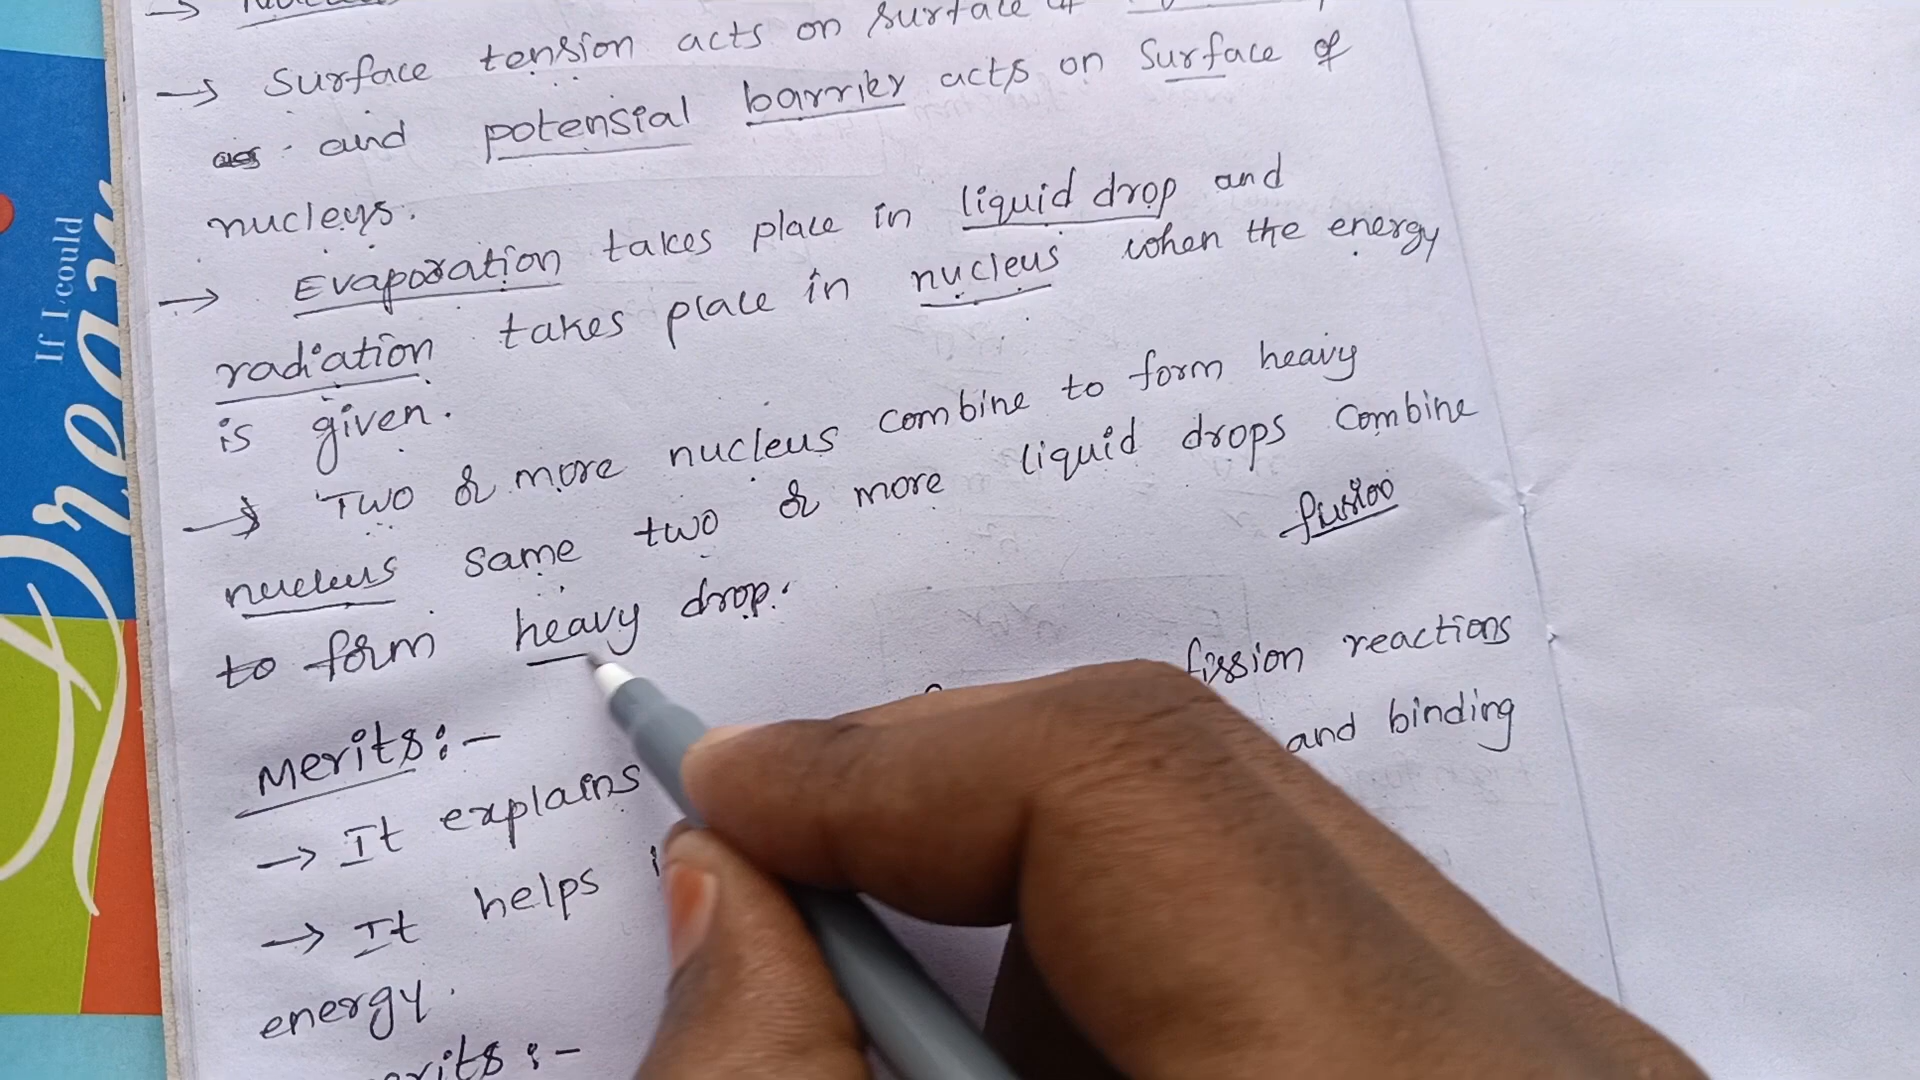 →
→ Surface tension acts on surface of
and potensial barrier acts on surface of
nucleys.
→ Evaporation takes place in liquid drop and
radiation takes place in nucleus when the energy
is given.
→ Two & more nucleus combine to form heavy
nucleus same two & more liquid drops combine
to form heavy drop.
fusion
Merits:-
→ It explains fission reactions
→ It helps and binding
energy.
If I could
Dream